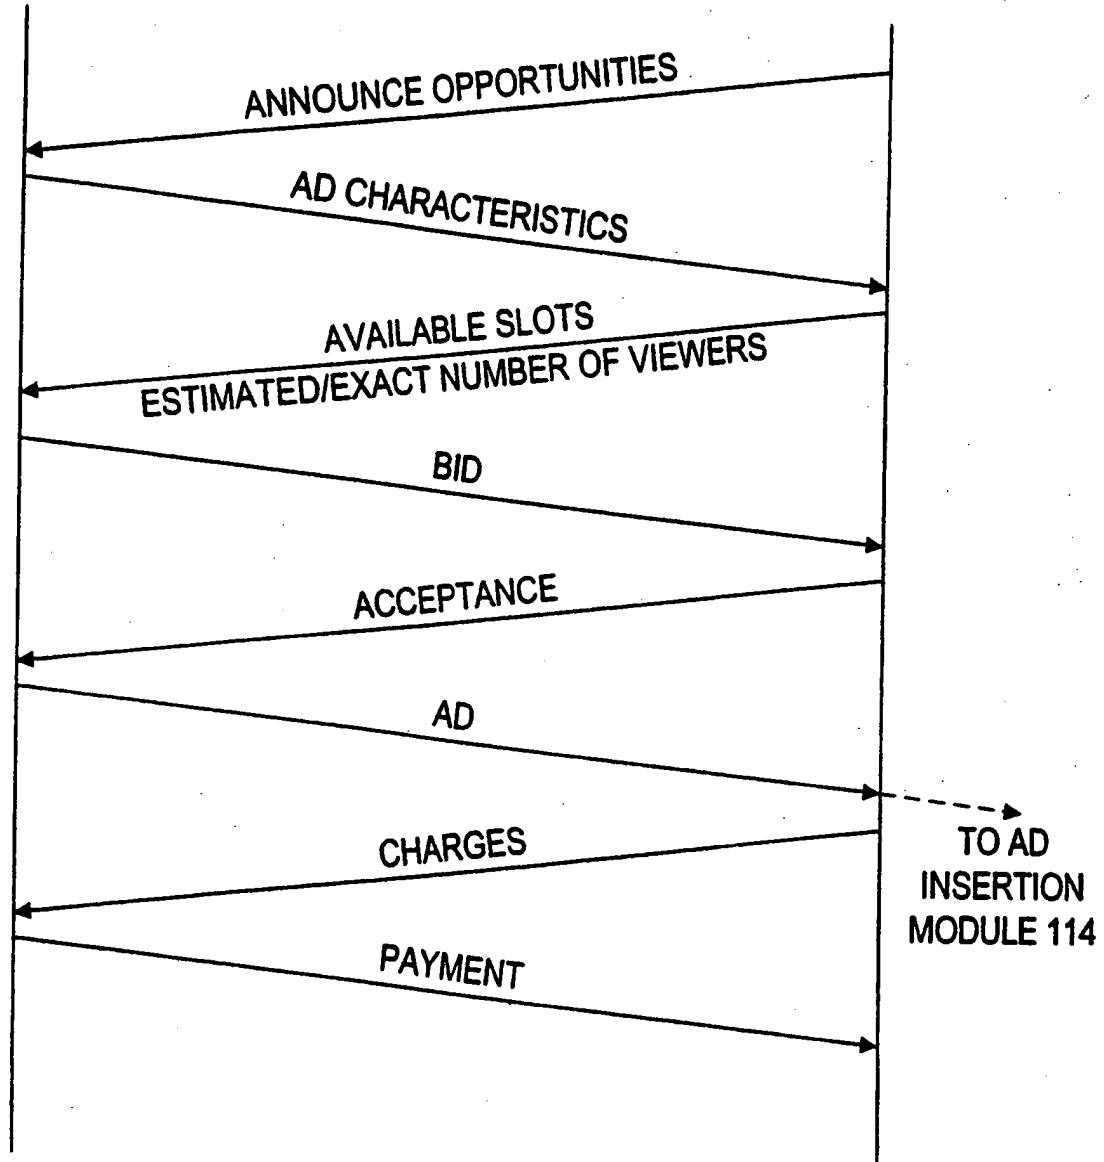 ANNOUNCE OPPORTUNITIES
AD CHARACTERISTICS
AVAILABLE SLOTS
ESTIMATED/EXACT NUMBER OF VIEWERS
BID
ACCEPTANCE
AD
TO AD
INSERTION
MODULE 114
CHARGES
PAYMENT